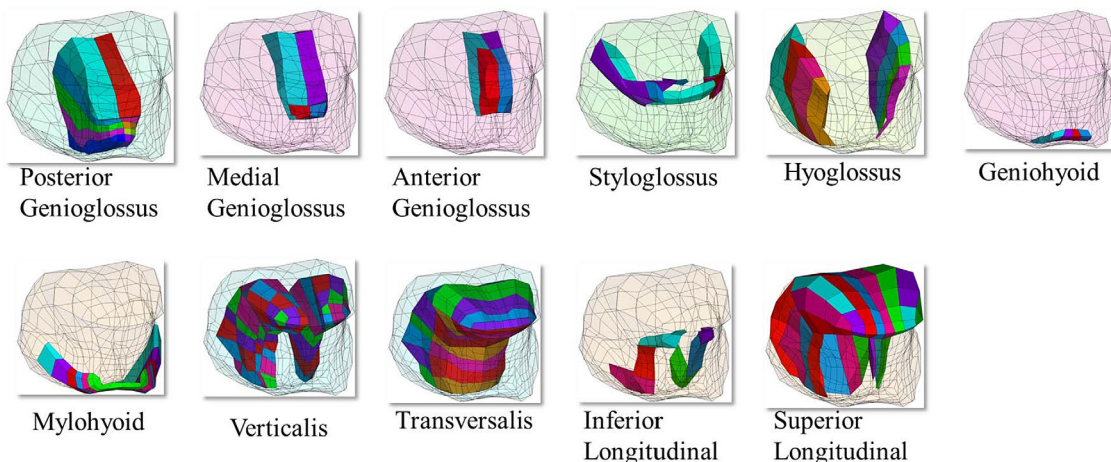 Posterior
Genioglossus
Medial
Genioglossus
Anterior
Genioglossus
Styloglossus
Hyoglossus
Geniohyoid
Mylohyoid
Verticalis
Transversalis
Inferior
Longitudinal
Superior
Longitudinal